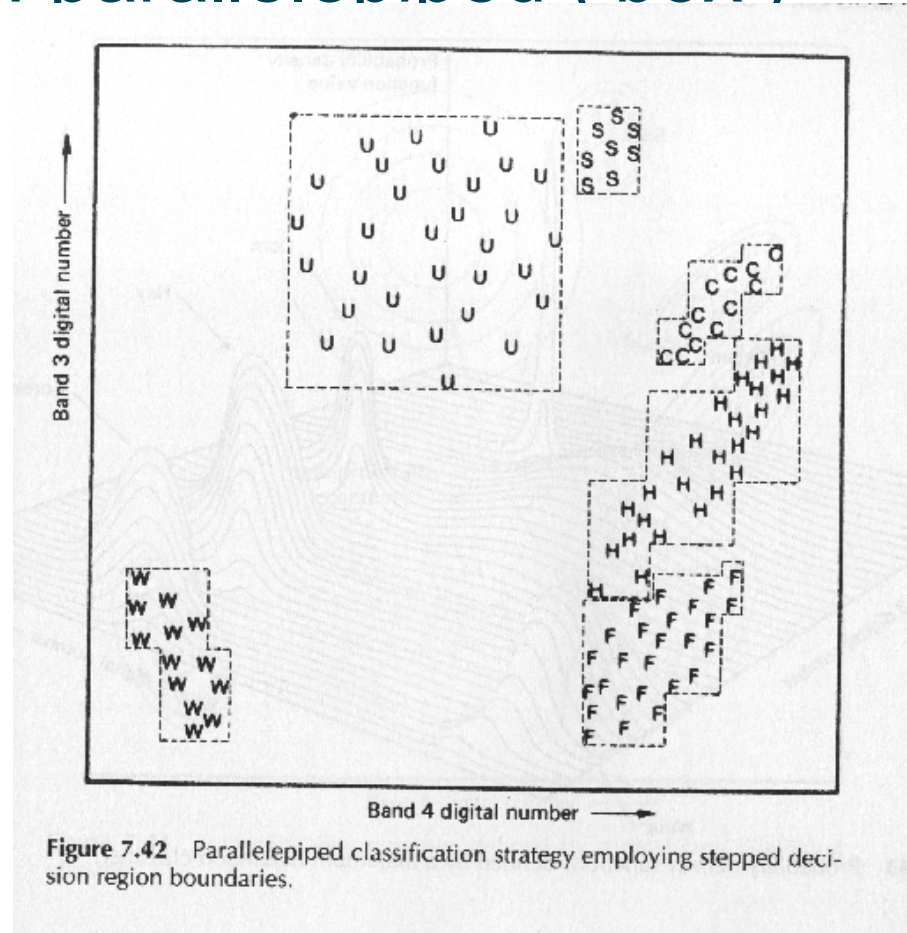 U U U U U U U U U U U U U U U U U U U U U U U U U U U U U U U
S S S S S S S S
C C C C C C C C C C C C
H H H H H H H H H H H H H H H H H H H H H H H H H H H
F F F F F F F F F F F F F F F F F F F F F F F F F F
W W W W W W W W W W W W W
Band 3 digital number
Band 4 digital number
Figure 7.42 Parallelepiped classification strategy employing stepped deci-
sion region boundaries.